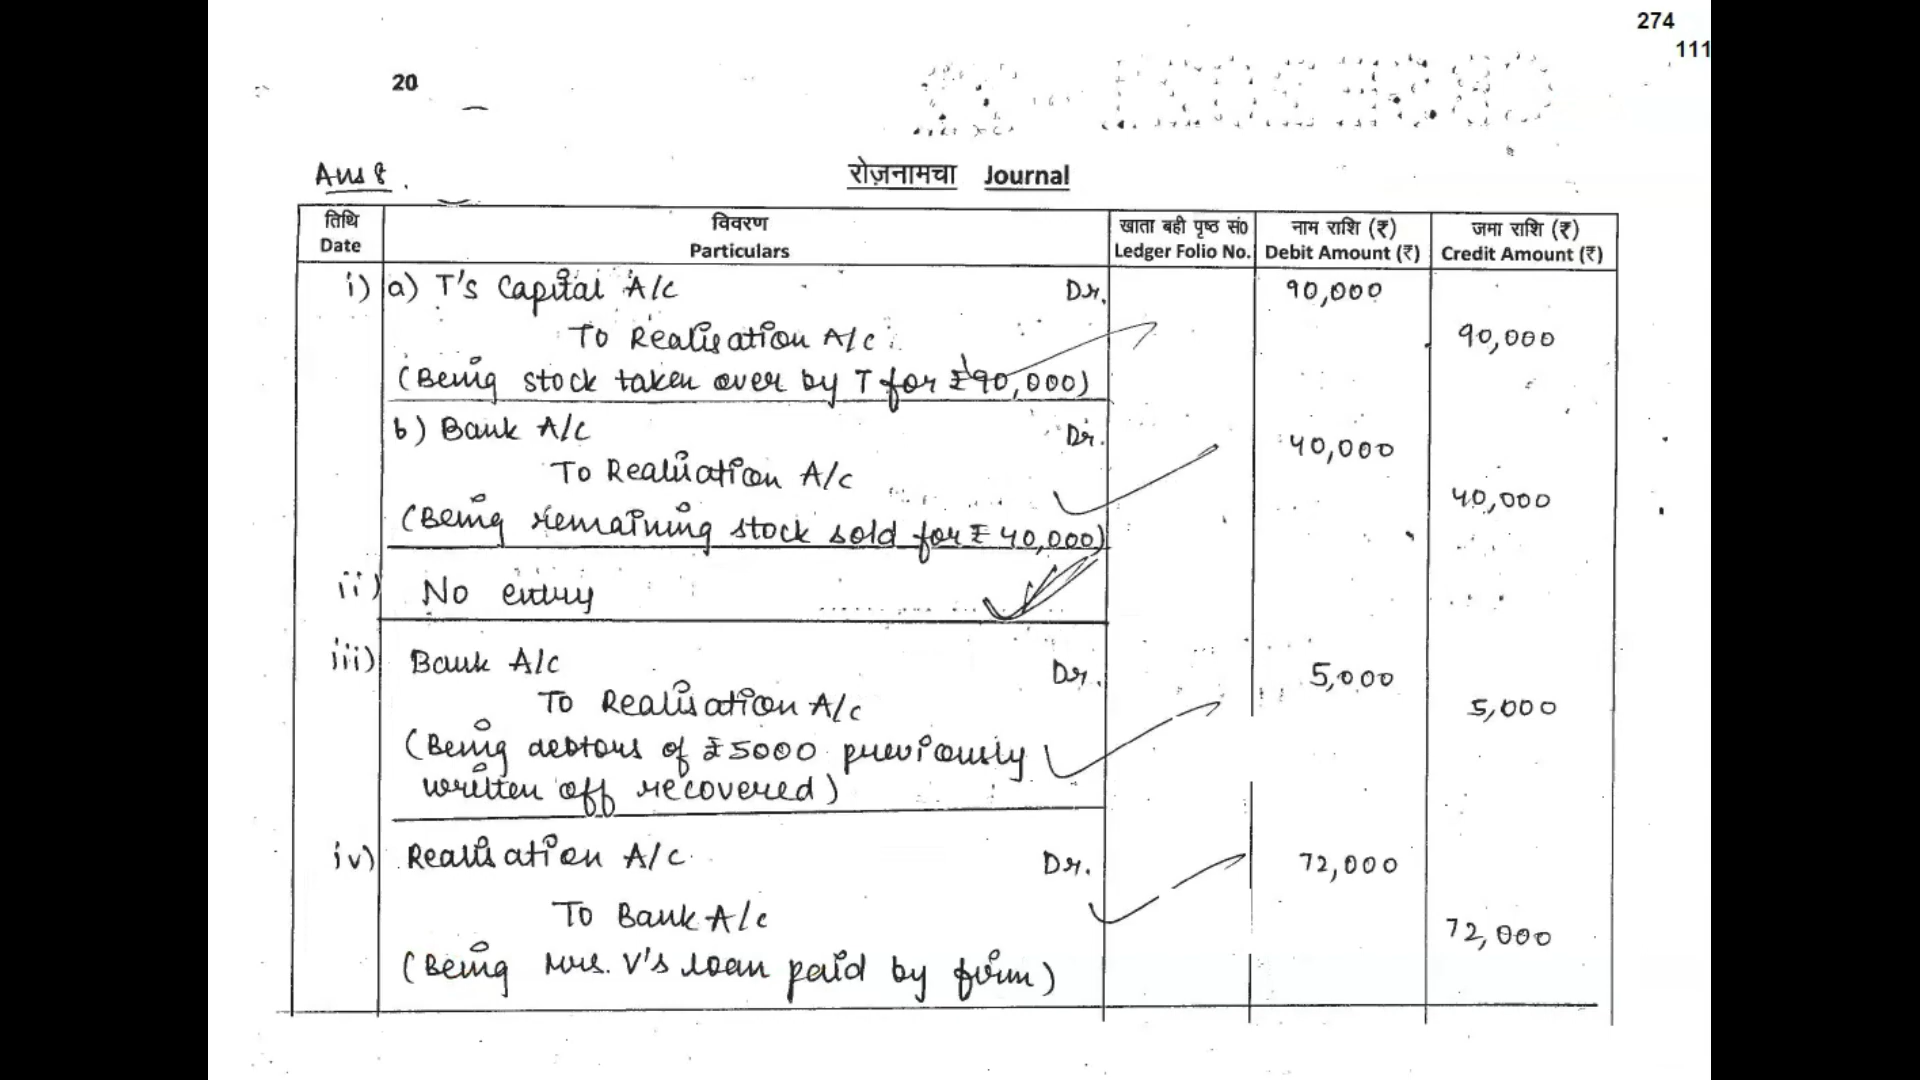 274
111
20
Ans 8.
रोज़नामचा Journal
तिथि
Date
विवरण
Particulars
खाता बही पृष्ठ सं०
Ledger Folio No.
नाम राशि (₹)
Debit Amount (₹)
जमा राशि (₹)
Credit Amount (₹)
i) a) T's Capital A/c Dr. 90,000
To Realisation A/c 90,000
(Being stock taken over by T for ₹90,000)
b) Bank A/c Dr. 40,000
To Realisation A/c 40,000
(Being remaining stock sold for ₹ 40,000)
ii) No entry
iii) Bank A/c Dr. 5,000
To Realisation A/c 5,000
(Being debtors of ₹5000 previously
written off recovered)
iv) Realisation A/c. Dr. 72,000
To Bank A/c 72,000
(Being Mrs. V's loan paid by firm)